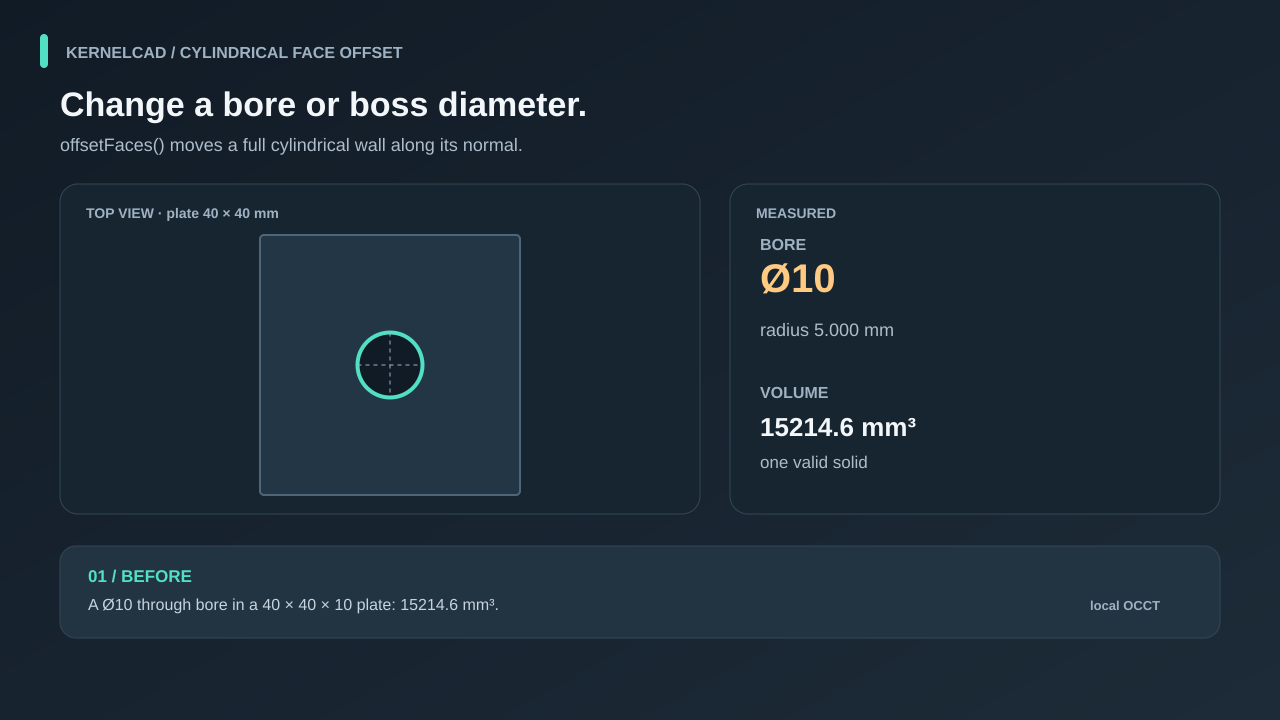 KERNELCAD / CYLINDRICAL FACE OFFSET
Change a bore or boss diameter.
offsetFaces() moves a full cylindrical wall along its normal.
TOP VIEW · plate 40 × 40 mm
MEASURED
BORE
Ø10
radius 5.000 mm
VOLUME
15214.6 mm³
one valid solid
01 / BEFORE
A Ø10 through bore in a 40 × 40 × 10 plate: 15214.6 mm³.
local OCCT